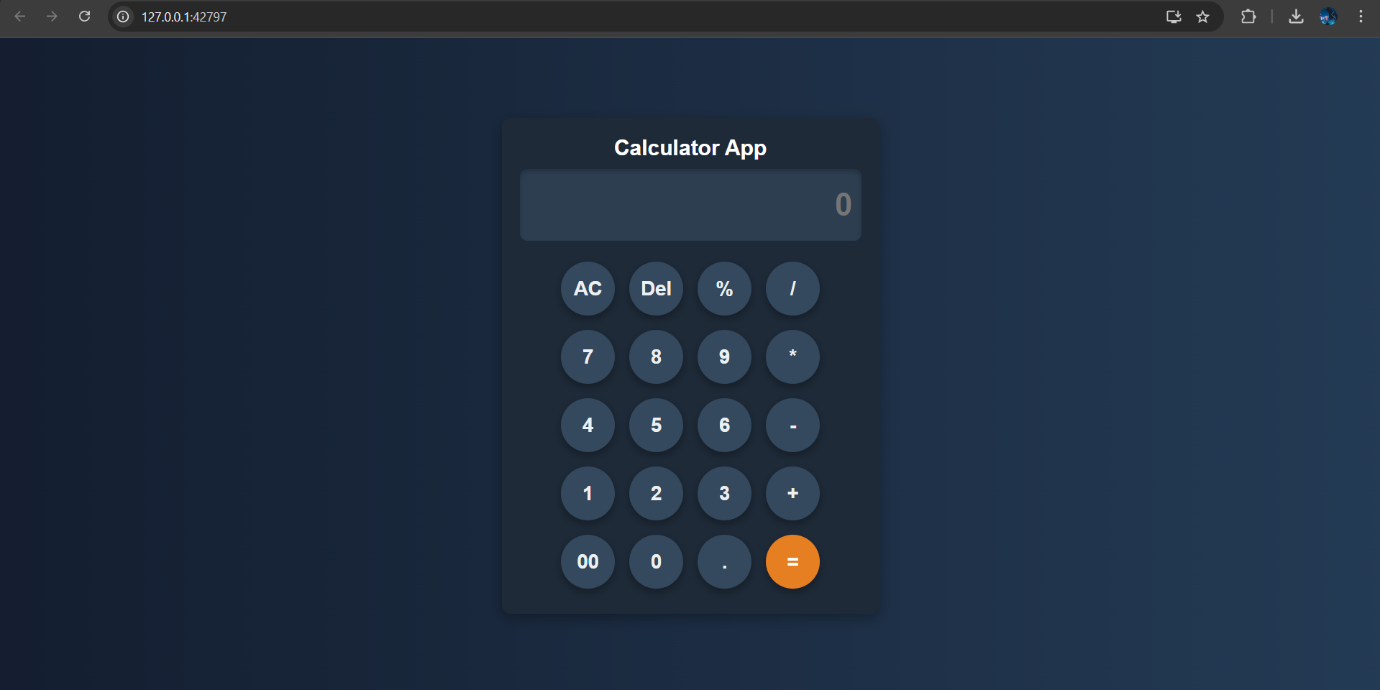 127.0.0.1:42797
Calculator App
0
AC Del % /
7 8 9 *
4 5 6 -
1 2 3 +
00 0 . =